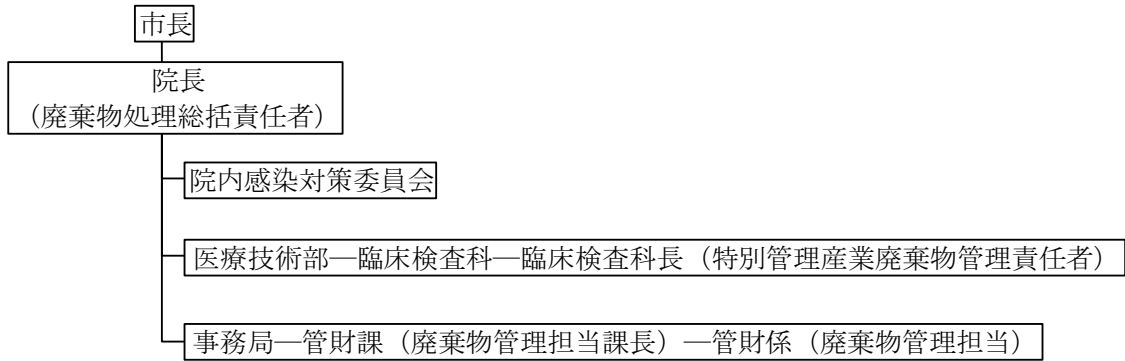 市長
院長
（廃棄物処理総括責任者）
院内感染対策委員会
医療技術部―臨床検査科―臨床検査科長（特別管理産業廃棄物管理責任者）
事務局―管財課（廃棄物管理担当課長）―管財係（廃棄物管理担当）